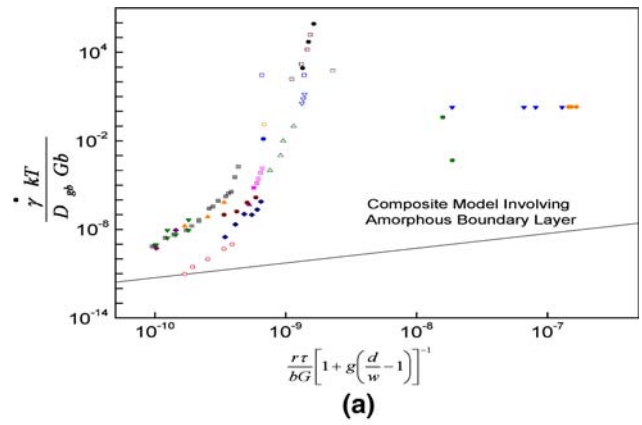 γ̇ kT / D_gb Gb
10^4
10^-2
10^-8
10^-14
Composite Model Involving
Amorphous Boundary Layer
10^-10 10^-9 10^-8 10^-7
rτ/bG [1 + g(d/w − 1)]^-1
(a)